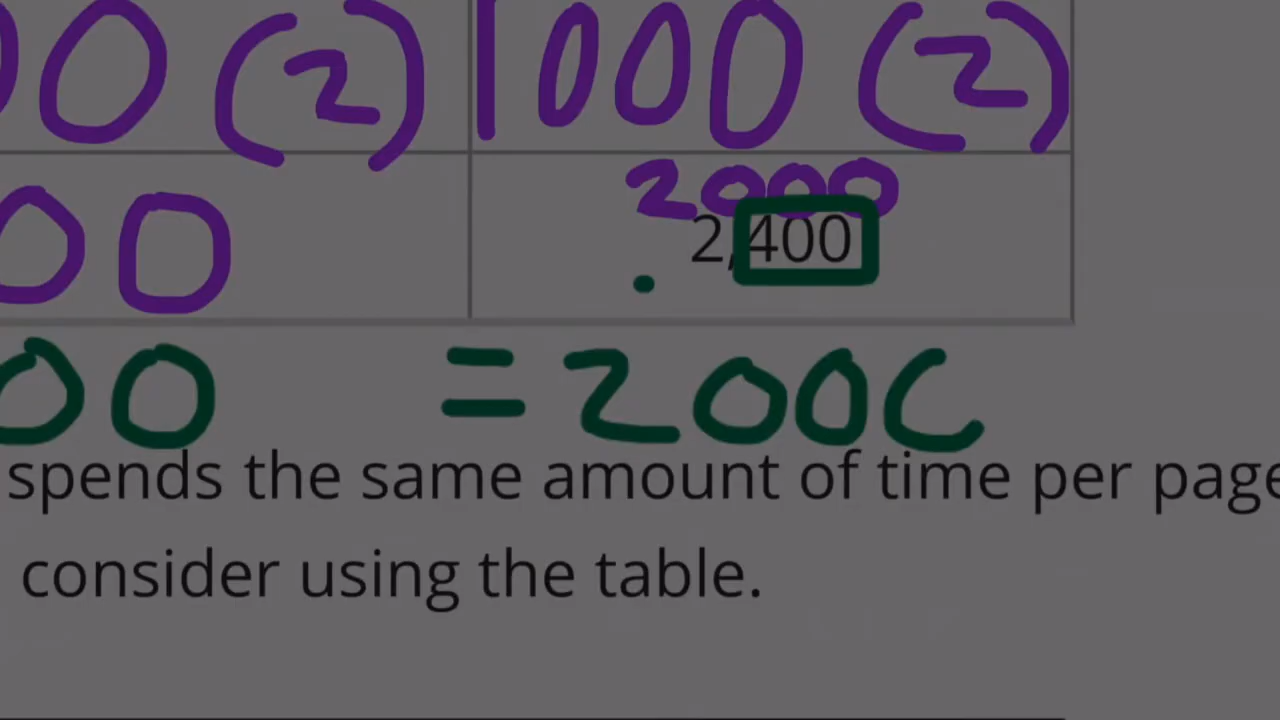 00 (2) 1000 (2)
2000
00 2,400
00 = 2000
spends the same amount of time per page
consider using the table.